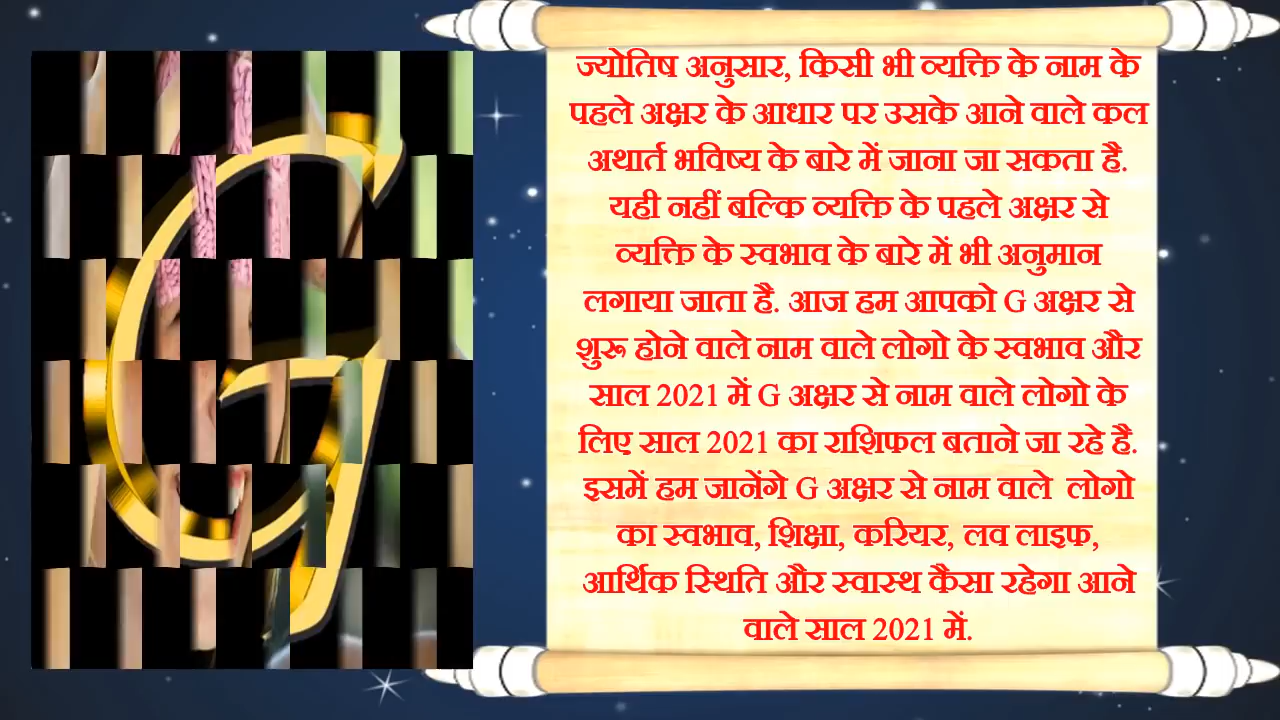 G
ज्योतिष अनुसार, किसी भी व्यक्ति के नाम के
पहले अक्षर के आधार पर उसके आने वाले कल
अथार्त भविष्य के बारे में जाना जा सकता है.
यही नहीं बल्कि व्यक्ति के पहले अक्षर से
व्यक्ति के स्वभाव के बारे में भी अनुमान
लगाया जाता है. आज हम आपको G अक्षर से
शुरू होने वाले नाम वाले लोगो के स्वभाव और
साल 2021 में G अक्षर से नाम वाले लोगो के
लिए साल 2021 का राशिफल बताने जा रहे है.
इसमें हम जानेंगे G अक्षर से नाम वाले लोगो
का स्वभाव, शिक्षा, करियर, लव लाइफ,
आर्थिक स्थिति और स्वास्थ कैसा रहेगा आने
वाले साल 2021 में.